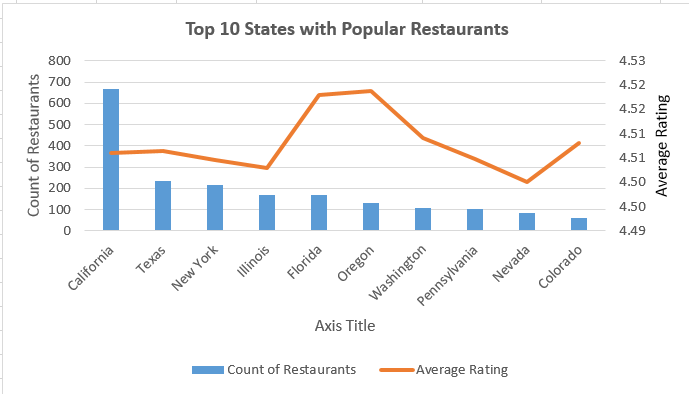 Top 10 States with Popular Restaurants
800
700
600
500
400
300
200
100
0
Count of Restaurants
4.53
4.52
4.52
4.51
4.51
4.50
4.50
4.49
Average Rating
California
Texas
New York
Illinois
Florida
Oregon
Washington
Pennsylvania
Nevada
Colorado
Axis Title
Count of Restaurants
Average Rating